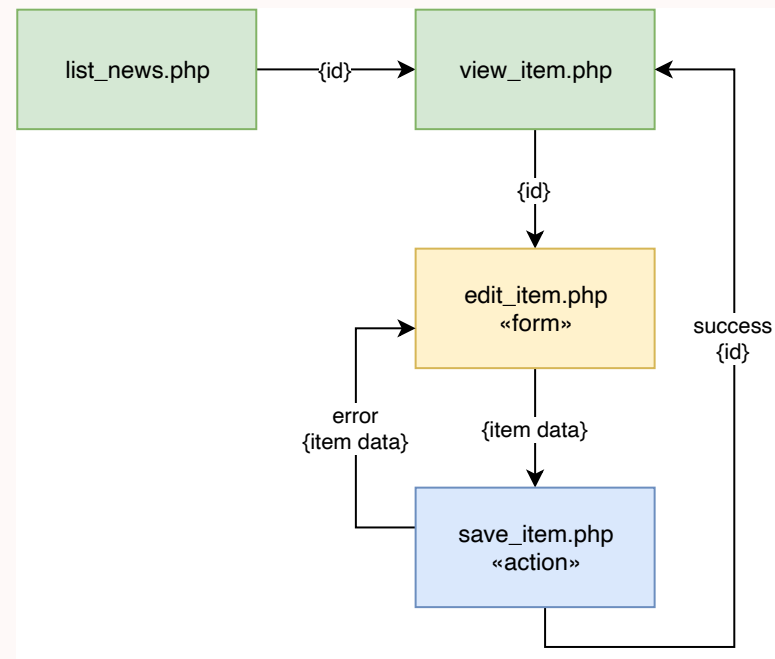 list_news.php
{id}
view_item.php
{id}
edit_item.php
«form»
success
{id}
error
{item data}
{item data}
save_item.php
«action»